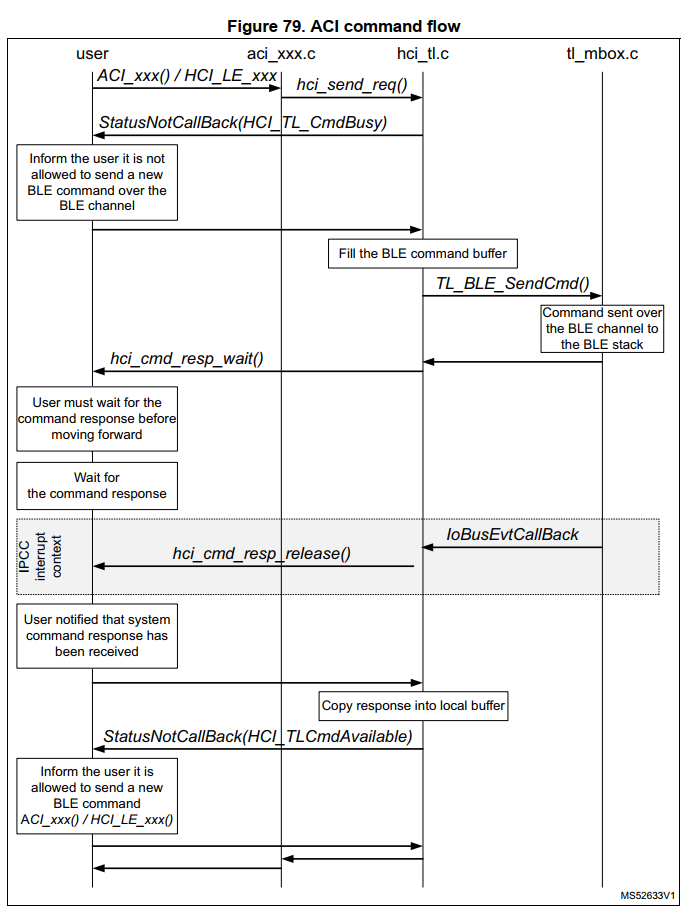 Figure 79. ACI command flow
user
aci_xxx.c
hci_tl.c
tl_mbox.c
ACI_xxx() / HCI_LE_xxx
hci_send_req()
StatusNotCallBack(HCI_TL_CmdBusy)
Inform the user it is not
allowed to send a new
BLE command over the
BLE channel
Fill the BLE command buffer
TL_BLE_SendCmd()
Command sent over
the BLE channel to
the BLE stack
hci_cmd_resp_wait()
User must wait for the
command response before
moving forward
Wait for
the command response
IPCC
interrupt
context
IoBusEvtCallBack
hci_cmd_resp_release()
User notified that system
command response has
been received
Copy response into local buffer
StatusNotCallBack(HCI_TLCmdAvailable)
Inform the user it is
allowed to send a new
BLE command
ACI_xxx() / HCI_LE_xxx()
MS52633V1